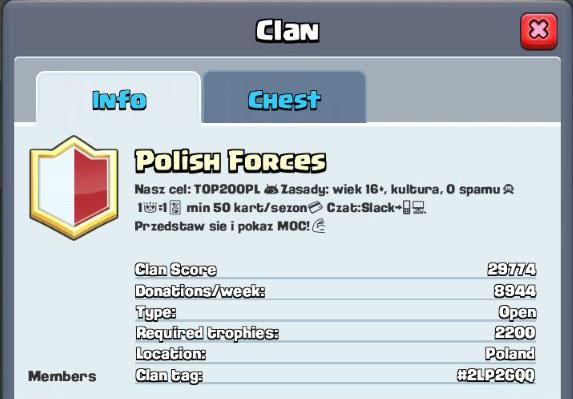 Clan
Info
Chest
Polish Forces
Nasz cel: TOP200PL Zasady: wiek 16+, kultura, 0 spamu
1=1 min 50 kart/sezon Czat:Slack→
Przedstaw sie i pokaz MOC!
Clan Score 29774
Donations/week: 8944
Type: Open
Required trophies: 2200
Location: Poland
Members
Clan tag: #2LP2GQQ